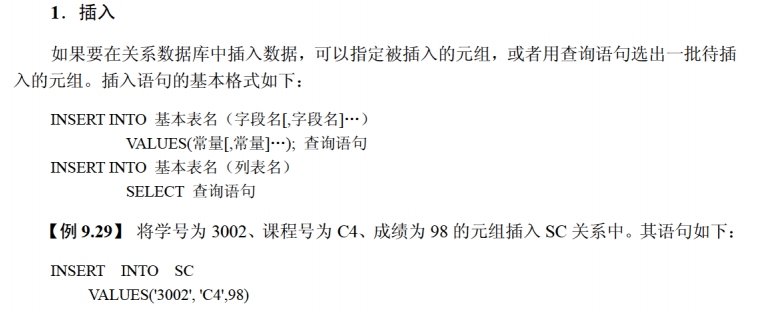 1．插入
如果要在关系数据库中插入数据，可以指定被插入的元组，或者用查询语句选出一批待插
入的元组。插入语句的基本格式如下：
INSERT INTO 基本表名（字段名[,字段名]…）
VALUES(常量[,常量]…); 查询语句
INSERT INTO 基本表名（列表名）
SELECT 查询语句
【例 9.29】 将学号为 3002、课程号为 C4、成绩为 98 的元组插入 SC 关系中。其语句如下：
INSERT INTO SC
VALUES('3002', 'C4',98)